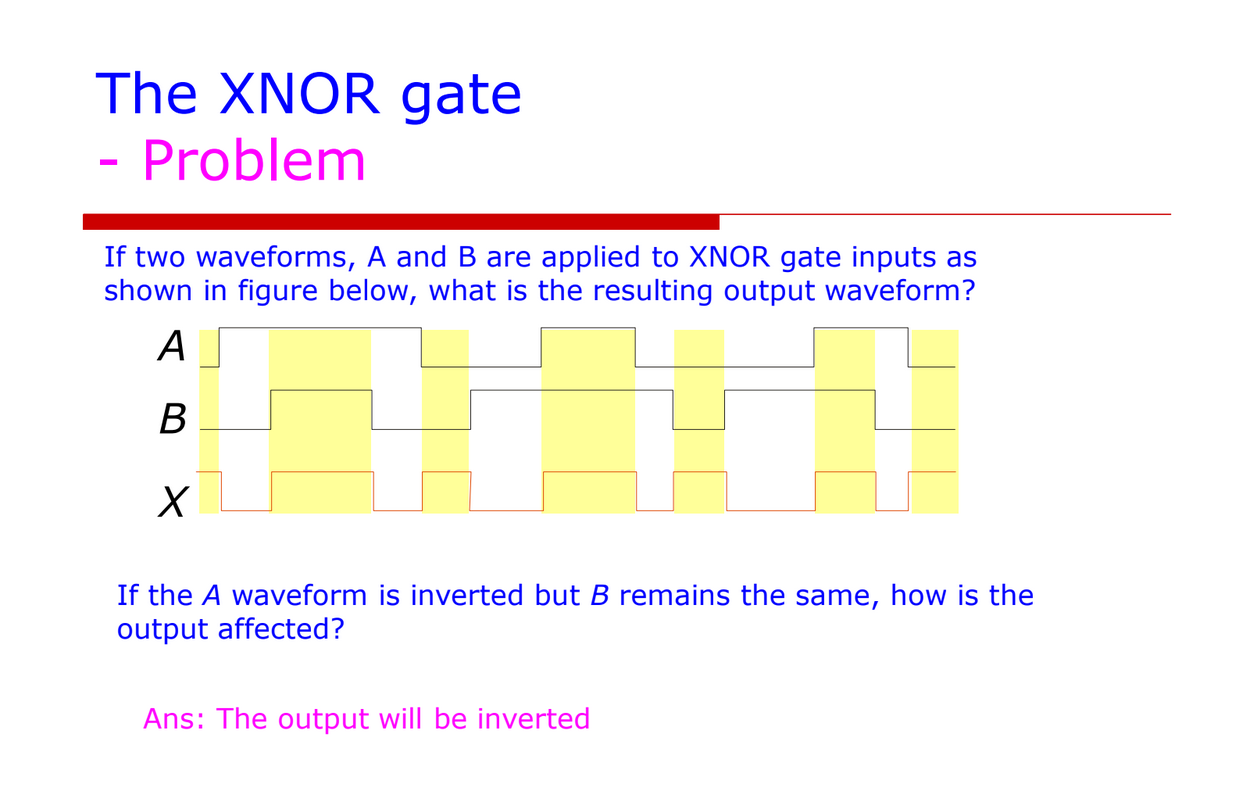 The XNOR gate
- Problem
If two waveforms, A and B are applied to XNOR gate inputs as
shown in figure below, what is the resulting output waveform?
A
B
X
If the A waveform is inverted but B remains the same, how is the
output affected?
Ans: The output will be inverted